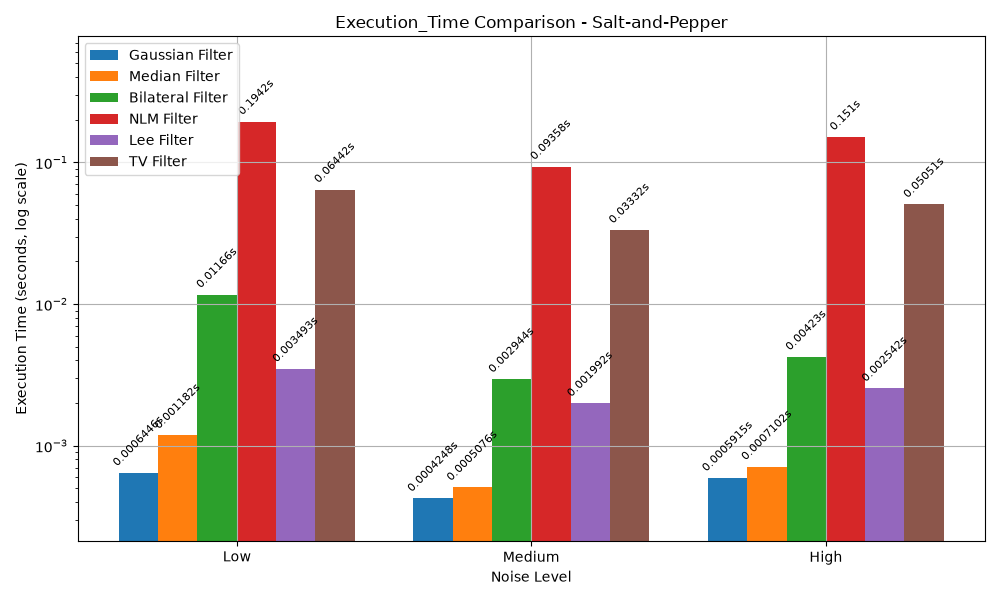 Execution_Time Comparison - Salt-and-Pepper
Gaussian Filter
Median Filter
Bilateral Filter
NLM Filter
Lee Filter
TV Filter
Execution Time (seconds, log scale)
10⁻¹
10⁻²
10⁻³
0.0006446s
0.001182s
0.01166s
0.1942s
0.003493s
0.06442s
0.0004248s
0.0005076s
0.002944s
0.09358s
0.001992s
0.03332s
0.0005915s
0.0007102s
0.00423s
0.151s
0.002542s
0.05051s
Low
Medium
High
Noise Level